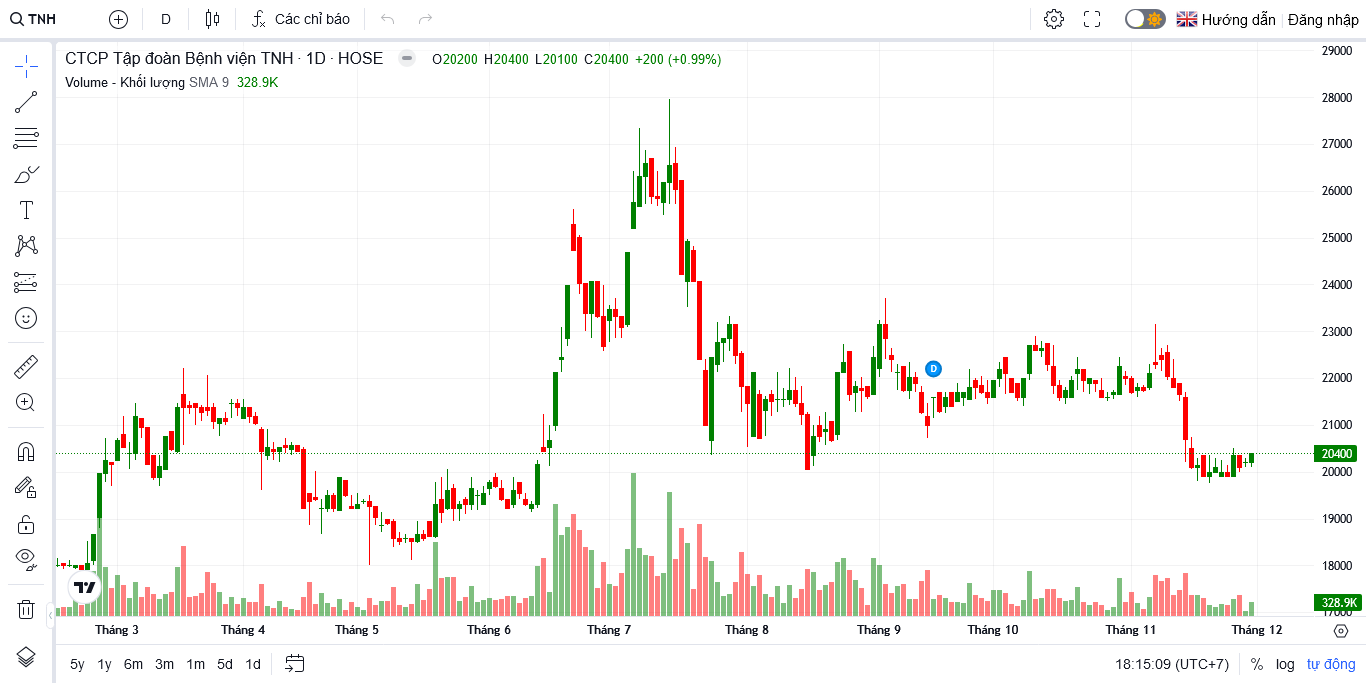 TNH D Các chỉ báo Hướng dẫn Đăng nhập
CTCP Tập đoàn Bệnh viện TNH · 1D · HOSE O20200 H20400 L20100 C20400 +200 (+0.99%)
Volume - Khối lượng SMA 9 328.9K
29000
28000
27000
26000
25000
24000
23000
22000
21000
20400
20000
19000
18000
328.9K
17000
D
Tháng 3 Tháng 4 Tháng 5 Tháng 6 Tháng 7 Tháng 8 Tháng 9 Tháng 10 Tháng 11 Tháng 12
5y 1y 6m 3m 1m 5d 1d 18:15:09 (UTC+7) % log tự động